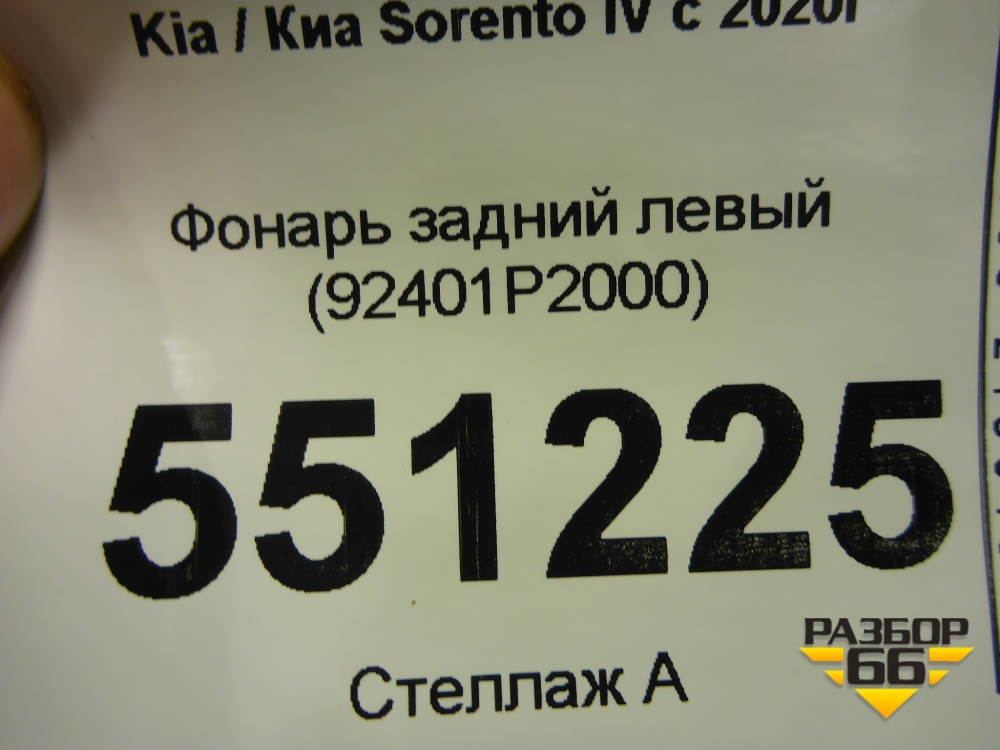 Kia / Киа Sorento IV с 2020г
Фонарь задний левый
(92401P2000)
551225
Стеллаж А
РАЗБОР
66